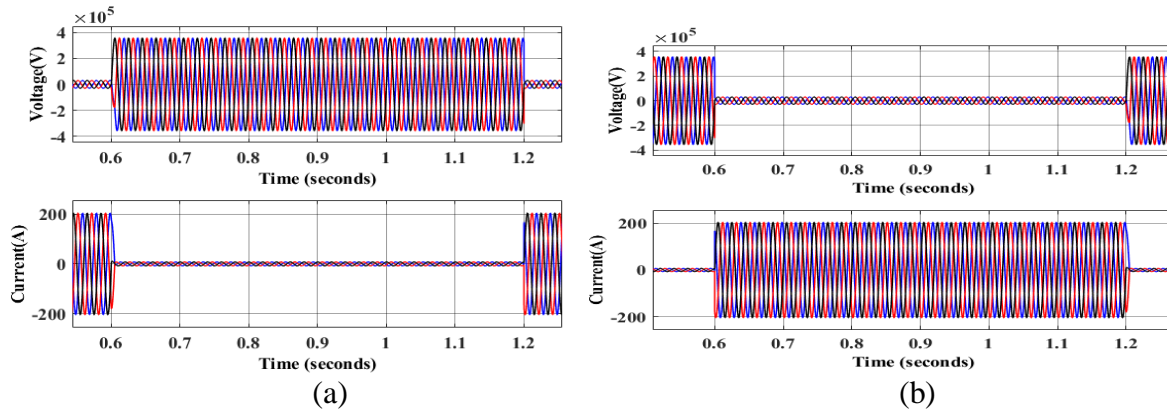 ×10⁵
4
2
0
-2
-4
Voltage(V)
0.6 0.7 0.8 0.9 1 1.1 1.2
Time (seconds)
200
0
-200
Current(A)
0.6 0.7 0.8 0.9 1 1.1 1.2
Time (seconds)
(a)
×10⁵
4
2
0
-2
-4
Voltage(V)
0.6 0.7 0.8 0.9 1 1.1 1.2
Time (seconds)
200
0
-200
Current(A)
0.6 0.7 0.8 0.9 1 1.1 1.2
Time (seconds)
(b)